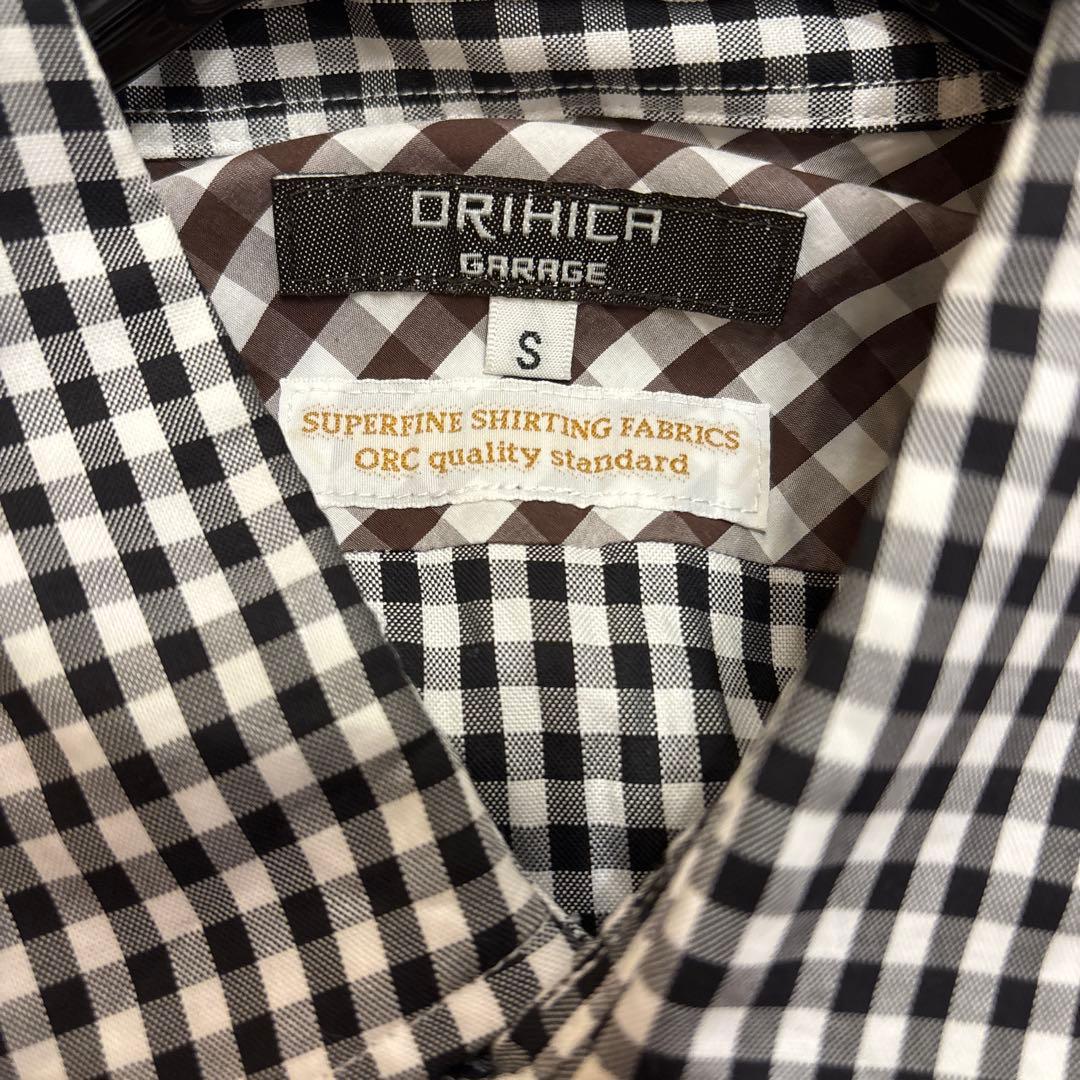 ORIHICA
GARAGE
S
SUPERFINE SHIRTING FABRICS
ORC quality standard